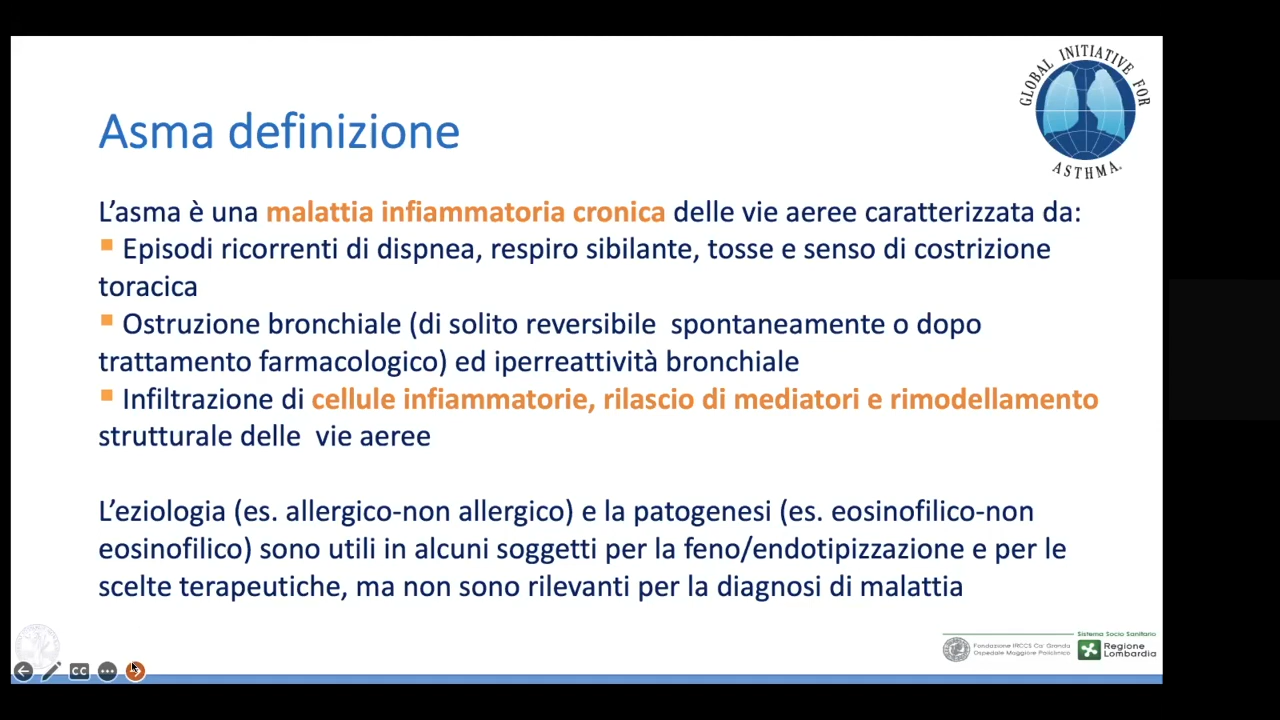 GLOBAL INITIATIVE FOR
ASTHMA.
Asma definizione
L’asma è una malattia infiammatoria cronica delle vie aeree caratterizzata da:
▪ Episodi ricorrenti di dispnea, respiro sibilante, tosse e senso di costrizione
toracica
▪ Ostruzione bronchiale (di solito reversibile  spontaneamente o dopo
trattamento farmacologico) ed iperreattività bronchiale
▪ Infiltrazione di cellule infiammatorie, rilascio di mediatori e rimodellamento
strutturale delle  vie aeree
L’eziologia (es. allergico-non allergico) e la patogenesi (es. eosinofilico-non
eosinofilico) sono utili in alcuni soggetti per la feno/endotipizzazione e per le
scelte terapeutiche, ma non sono rilevanti per la diagnosi di malattia
Sistema Socio Sanitario
Fondazione IRCCS Ca' Granda
Ospedale Maggiore Policlinico
Regione
Lombardia
CC